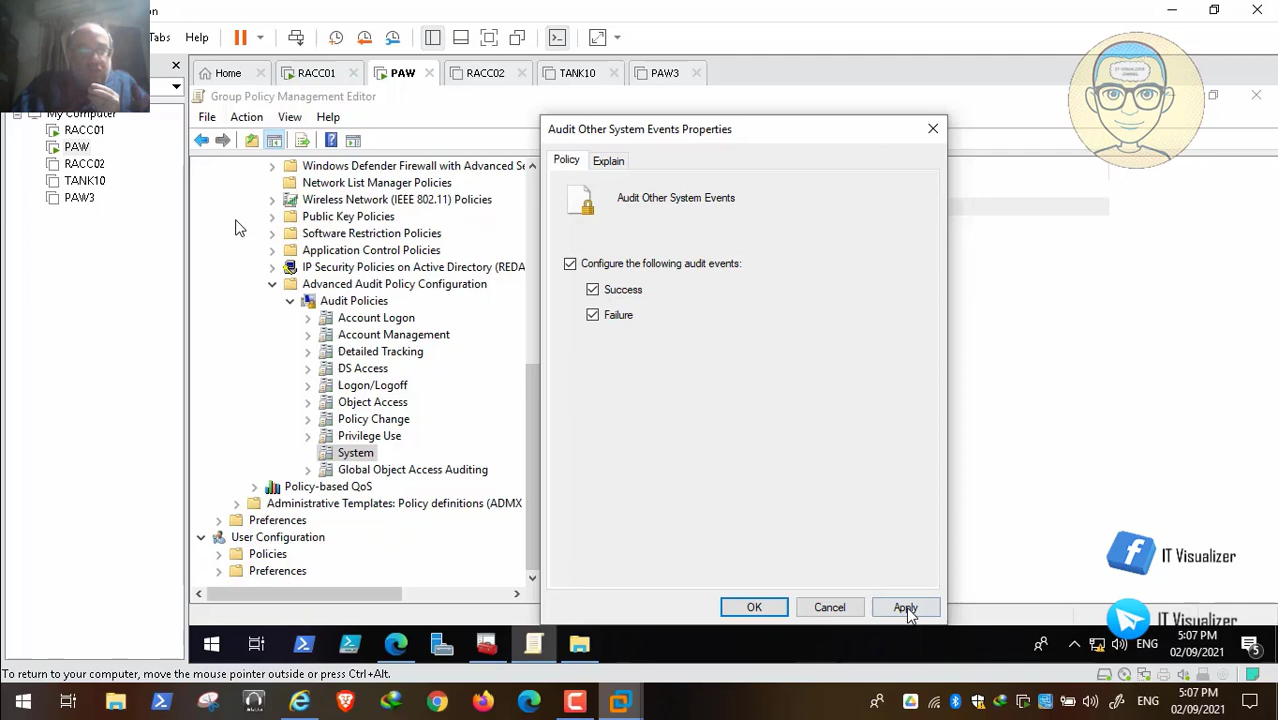 on
Tabs
Help
Home
RACC01
PAW
RACC02
TANK10
PAW3
My Computer
RACC01
PAW
RACC02
TANK10
PAW3
Group Policy Management Editor
File
Action
View
Help
Windows Defender Firewall with Advanced Se
Network List Manager Policies
Wireless Network (IEEE 802.11) Policies
Public Key Policies
Software Restriction Policies
Application Control Policies
IP Security Policies on Active Directory (REDA
Advanced Audit Policy Configuration
Audit Policies
Account Logon
Account Management
Detailed Tracking
DS Access
Logon/Logoff
Object Access
Policy Change
Privilege Use
System
Global Object Access Auditing
Policy-based QoS
Administrative Templates: Policy definitions (ADMX
Preferences
User Configuration
Policies
Preferences
Audit Other System Events Properties
Policy
Explain
Audit Other System Events
Configure the following audit events:
Success
Failure
OK
Cancel
Apply
IT VISUALIZER
CHANNEL
IT Visualizer
IT Visualizer
ENG
5:07 PM
02/09/2021
5
To return to your computer, move the mouse pointer outside or press Ctrl+Alt.
ENG
5:07 PM
02/09/2021